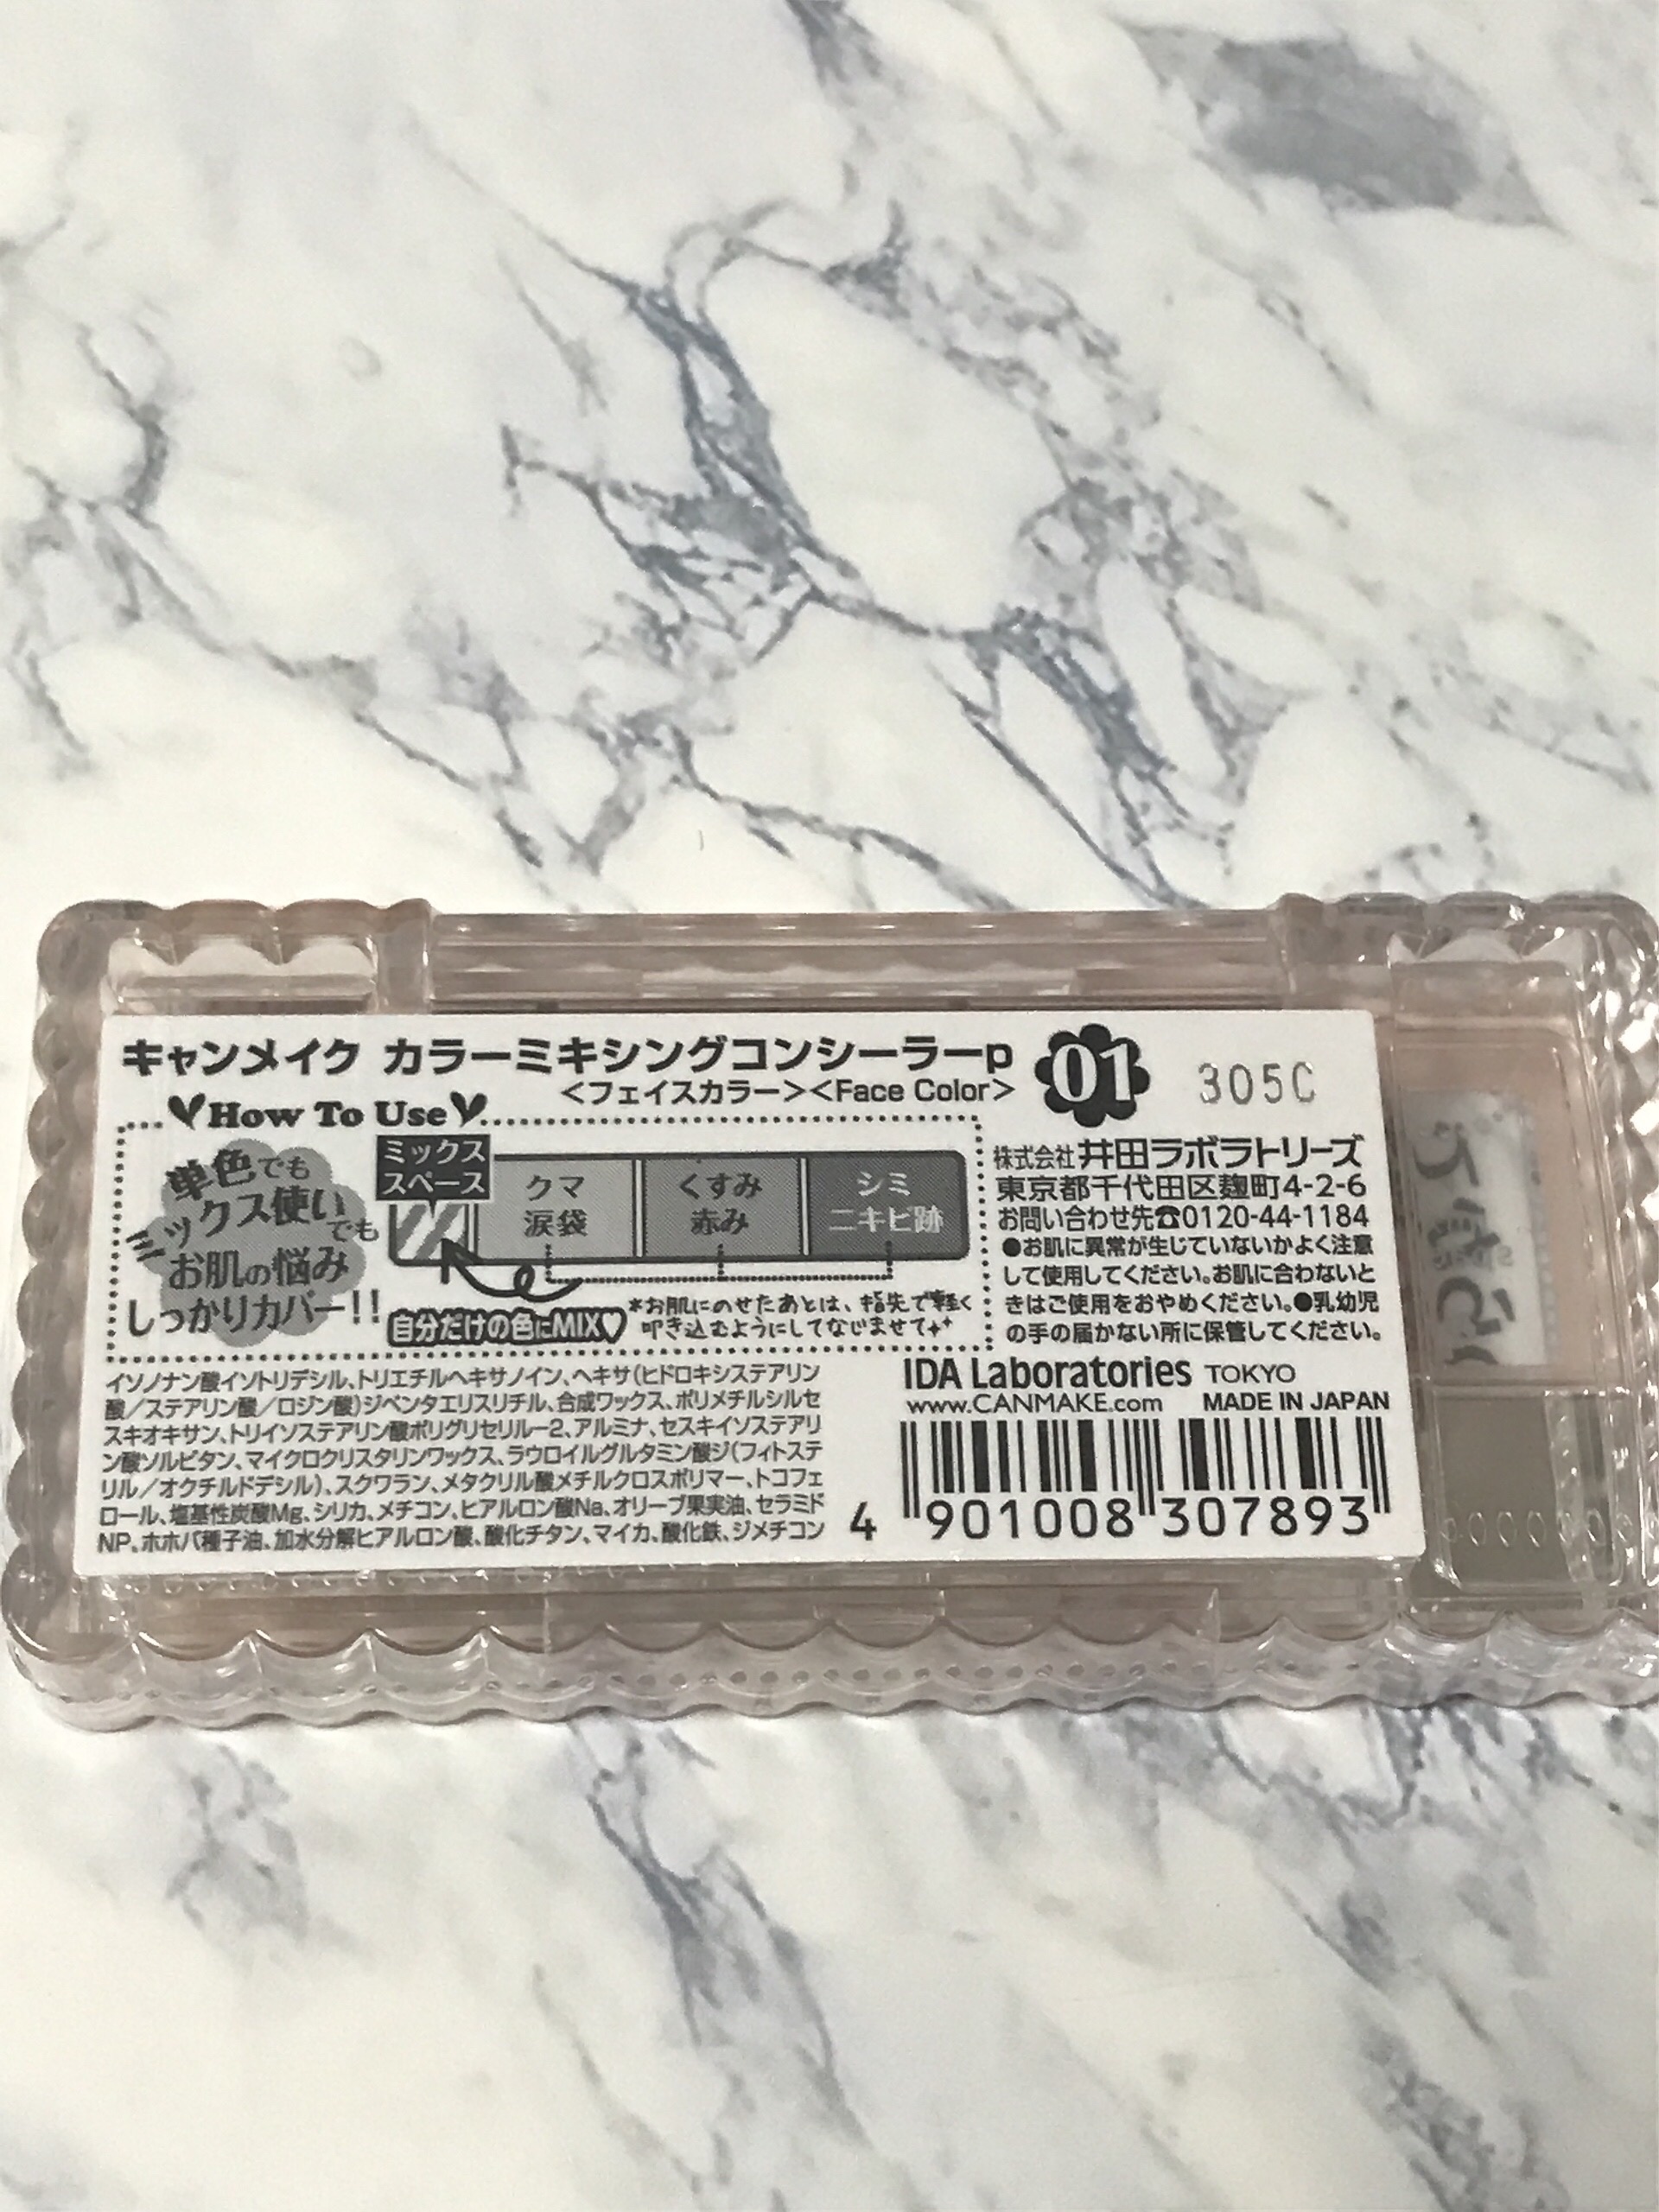 キャンメイク カラーミキシングコンシーラーp
<フェイスカラー><Face Color>
01
305C
How To Use
単色でも
ミックス使いでも
お肌の悩み
しっかりカバー!!
ミックス
スペース
クマ
涙袋
くすみ
赤み
シミ
ニキビ跡
自分だけの色にMIX♥
*お肌にのせたあとは、指先で軽く
叩き込むようにしてなじませて
株式会社 井田ラボラトリーズ
東京都千代田区麹町4-2-6
お問い合わせ先☎0120-44-1184
●お肌に異常が生じていないかよく注意
して使用してください。お肌に合わないと
きはご使用をおやめください。●乳幼児
の手の届かない所に保管してください。
イソノナン酸イソトリデシル、トリエチルヘキサノイン、ヘキサ(ヒドロキシステアリン
酸/ステアリン酸/ロジン酸)ジペンタエリスリチル、合成ワックス、ポリメチルシルセ
スキオキサン、トリイソステアリン酸ポリグリセリルー2、アルミナ、セスキイソステアリ
ン酸ソルビタン、マイクロクリスタリンワックス、ラウロイルグルタミン酸ジ(フィトステ
リル/オクチルドデシル)、スクワラン、メタクリル酸メチルクロスポリマー、トコフェ
ロール、塩基性炭酸Mg、シリカ、メチコン、ヒアルロン酸Na、オリーブ果実油、セラミド
NP、ホホバ種子油、加水分解ヒアルロン酸、酸化チタン、マイカ、酸化鉄、ジメチコン
IDA Laboratories TOKYO
www.CANMAKE.com MADE IN JAPAN
4 901008 307893